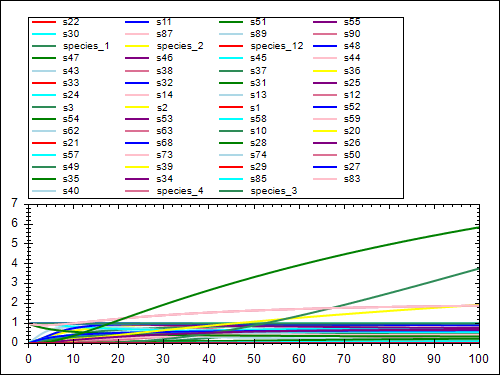 s22 s11 s51 s55
s30 s87 s89 s90
species_1 species_2 species_12 s48
s47 s46 s45 s44
s43 s38 s37 s36
s33 s32 s31 s25
s24 s14 s13 s12
s3 s2 s1 s52
s54 s53 s58 s59
s62 s63 s10 s20
s21 s68 s28 s26
s57 s73 s74 s50
s49 s39 s29 s27
s35 s34 s85 s83
s40 species_4 species_3
7
6
5
4
3
2
1
0
0 10 20 30 40 50 60 70 80 90 100